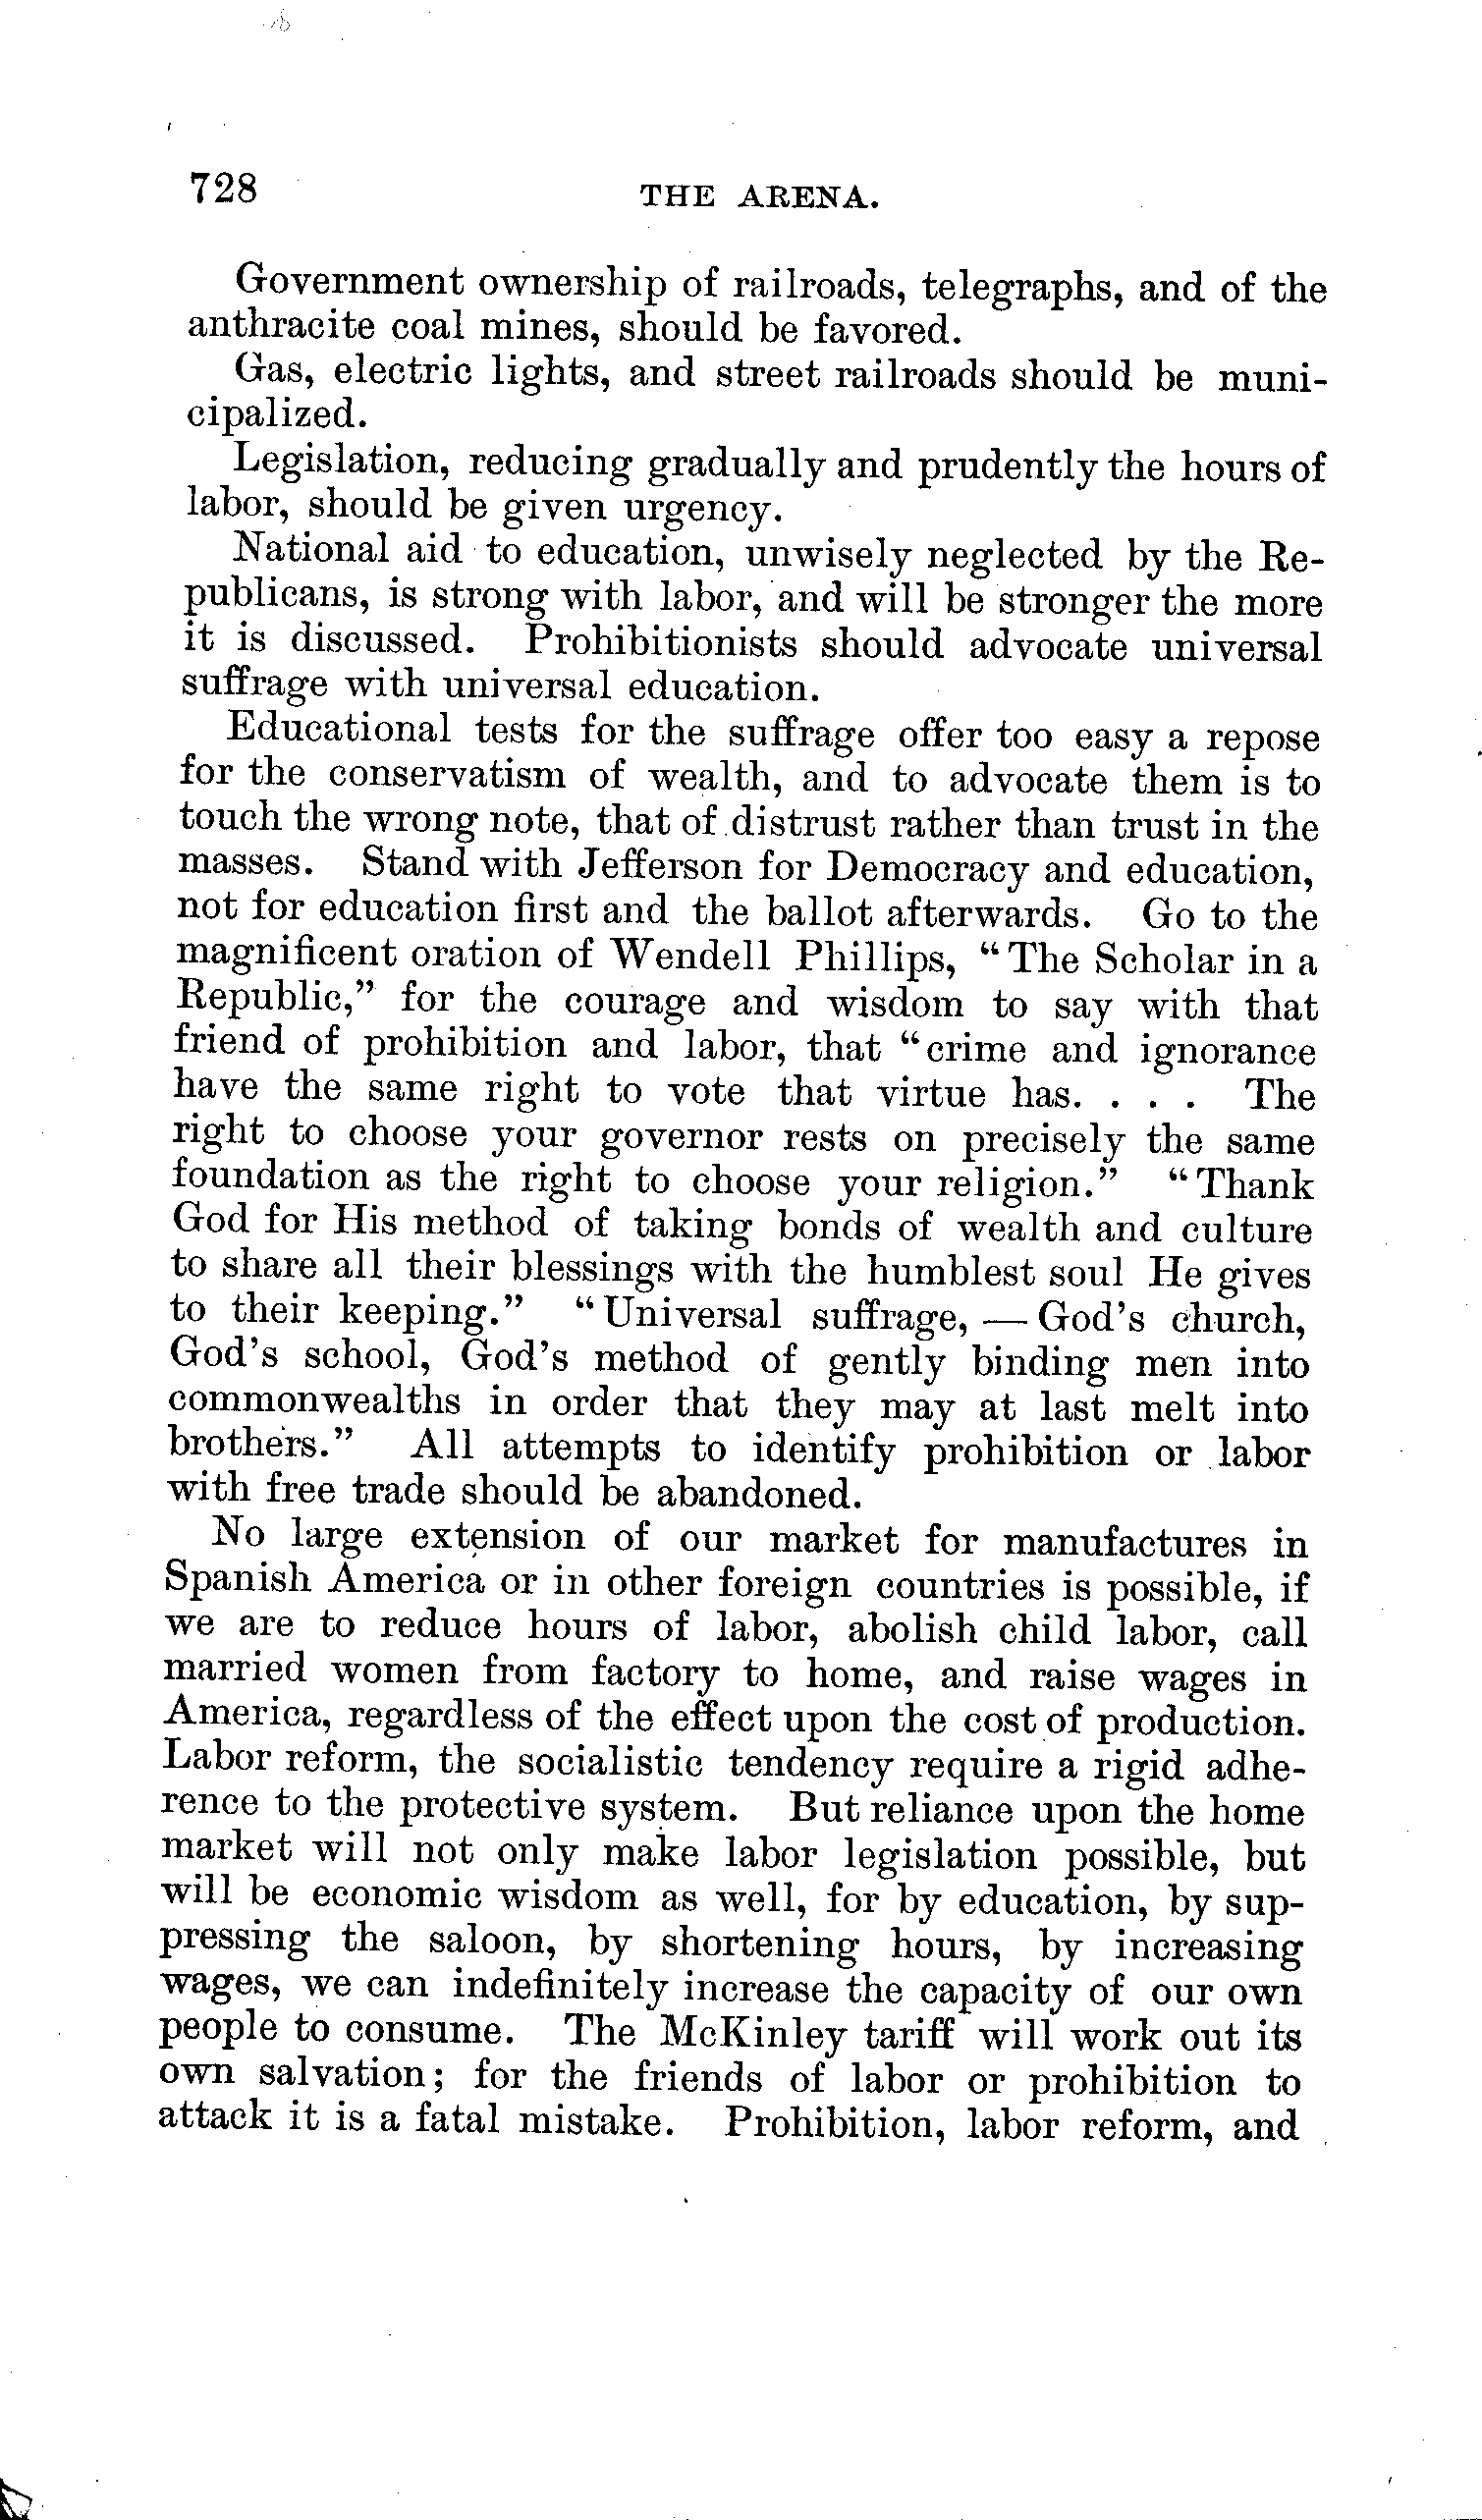 728 THE ARENA.
Government ownership of railroads, telegraphs, and of the
anthracite coal mines, should be favored.
Gas, electric lights, and street railroads should be muni-
cipalized.
Legislation, reducing gradually and prudently the hours of
labor, should be given urgency.
National aid to education, unwisely neglected by the Re-
publicans, is strong with labor, and will be stronger the more
it is discussed. Prohibitionists should advocate universal
suffrage with universal education.
Educational tests for the suffrage offer too easy a repose
for the conservatism of wealth, and to advocate them is to
touch the wrong note, that of distrust rather than trust in the
masses. Stand with Jefferson for Democracy and education,
not for education first and the ballot afterwards. Go to the
magnificent oration of Wendell Phillips, “The Scholar in a
Republic,” for the courage and wisdom to say with that
friend of prohibition and labor, that “crime and ignorance
have the same right to vote that virtue has. . . . The
right to choose your governor rests on precisely the same
foundation as the right to choose your religion.” “Thank
God for His method of taking bonds of wealth and culture
to share all their blessings with the humblest soul He gives
to their keeping.” “Universal suffrage, — God's church,
God's school, God's method of gently binding men into
commonwealths in order that they may at last melt into
brothers.” All attempts to identify prohibition or labor
with free trade should be abandoned.
No large extension of our market for manufactures in
Spanish America or in other foreign countries is possible, if
we are to reduce hours of labor, abolish child labor, call
married women from factory to home, and raise wages in
America, regardless of the effect upon the cost of production.
Labor reform, the socialistic tendency require a rigid adhe-
rence to the protective system. But reliance upon the home
market will not only make labor legislation possible, but
will be economic wisdom as well, for by education, by sup-
pressing the saloon, by shortening hours, by increasing
wages, we can indefinitely increase the capacity of our own
people to consume. The McKinley tariff will work out its
own salvation; for the friends of labor or prohibition to
attack it is a fatal mistake. Prohibition, labor reform, and